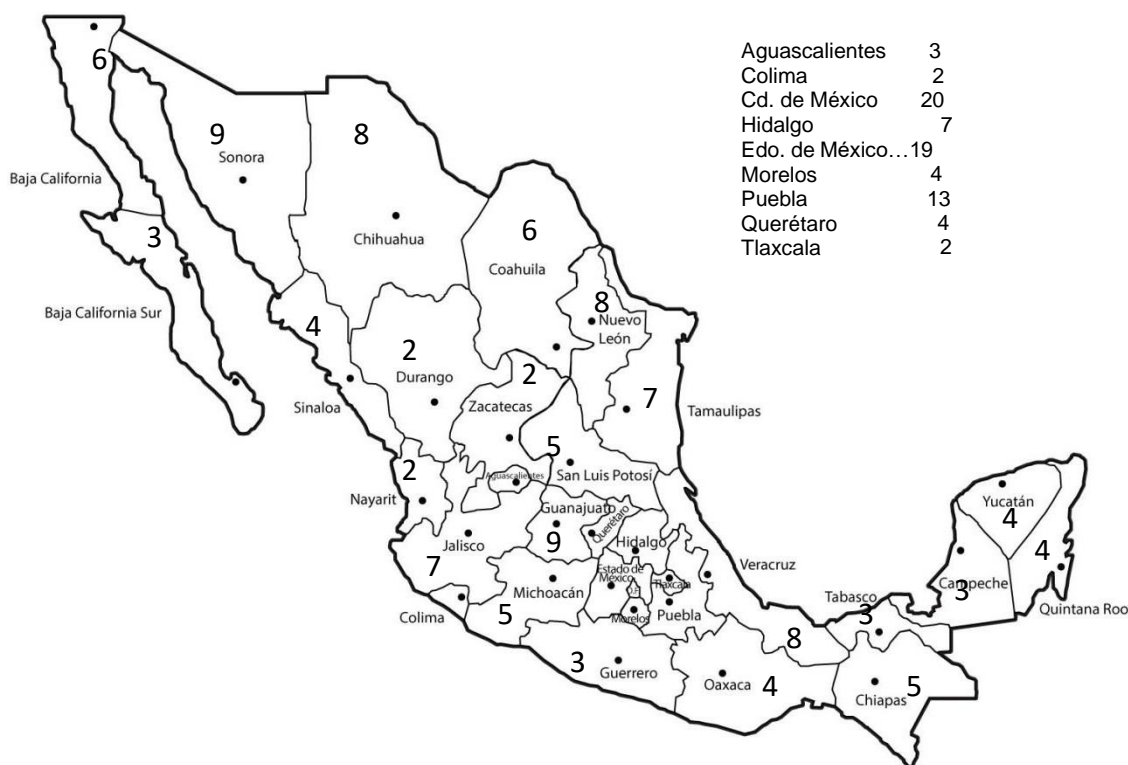 Aguascalientes 3
Colima 2
Cd. de México 20
Hidalgo 7
Edo. de México…19
Morelos 4
Puebla 13
Querétaro 4
Tlaxcala 2
6
9
Sonora
8
Baja California
Chihuahua
3
6
Coahuila
Baja California Sur
8
Nuevo
León
4
2
Durango
2
Sinaloa
Zacatecas
7
Tamaulipas
5
San Luis Potosí
2
Nayarit
Aguascalientes
Guanajuato
9
Querétaro
Hidalgo
Jalisco
7
Colima
Michoacán
5
Estado de
México
D.F.
Morelos
Tlaxcala
Puebla
Veracruz
8
3
Guerrero
Oaxaca
4
Tabasco
3
Chiapas
5
Yucatán
4
Campeche
3
4
Quintana Roo